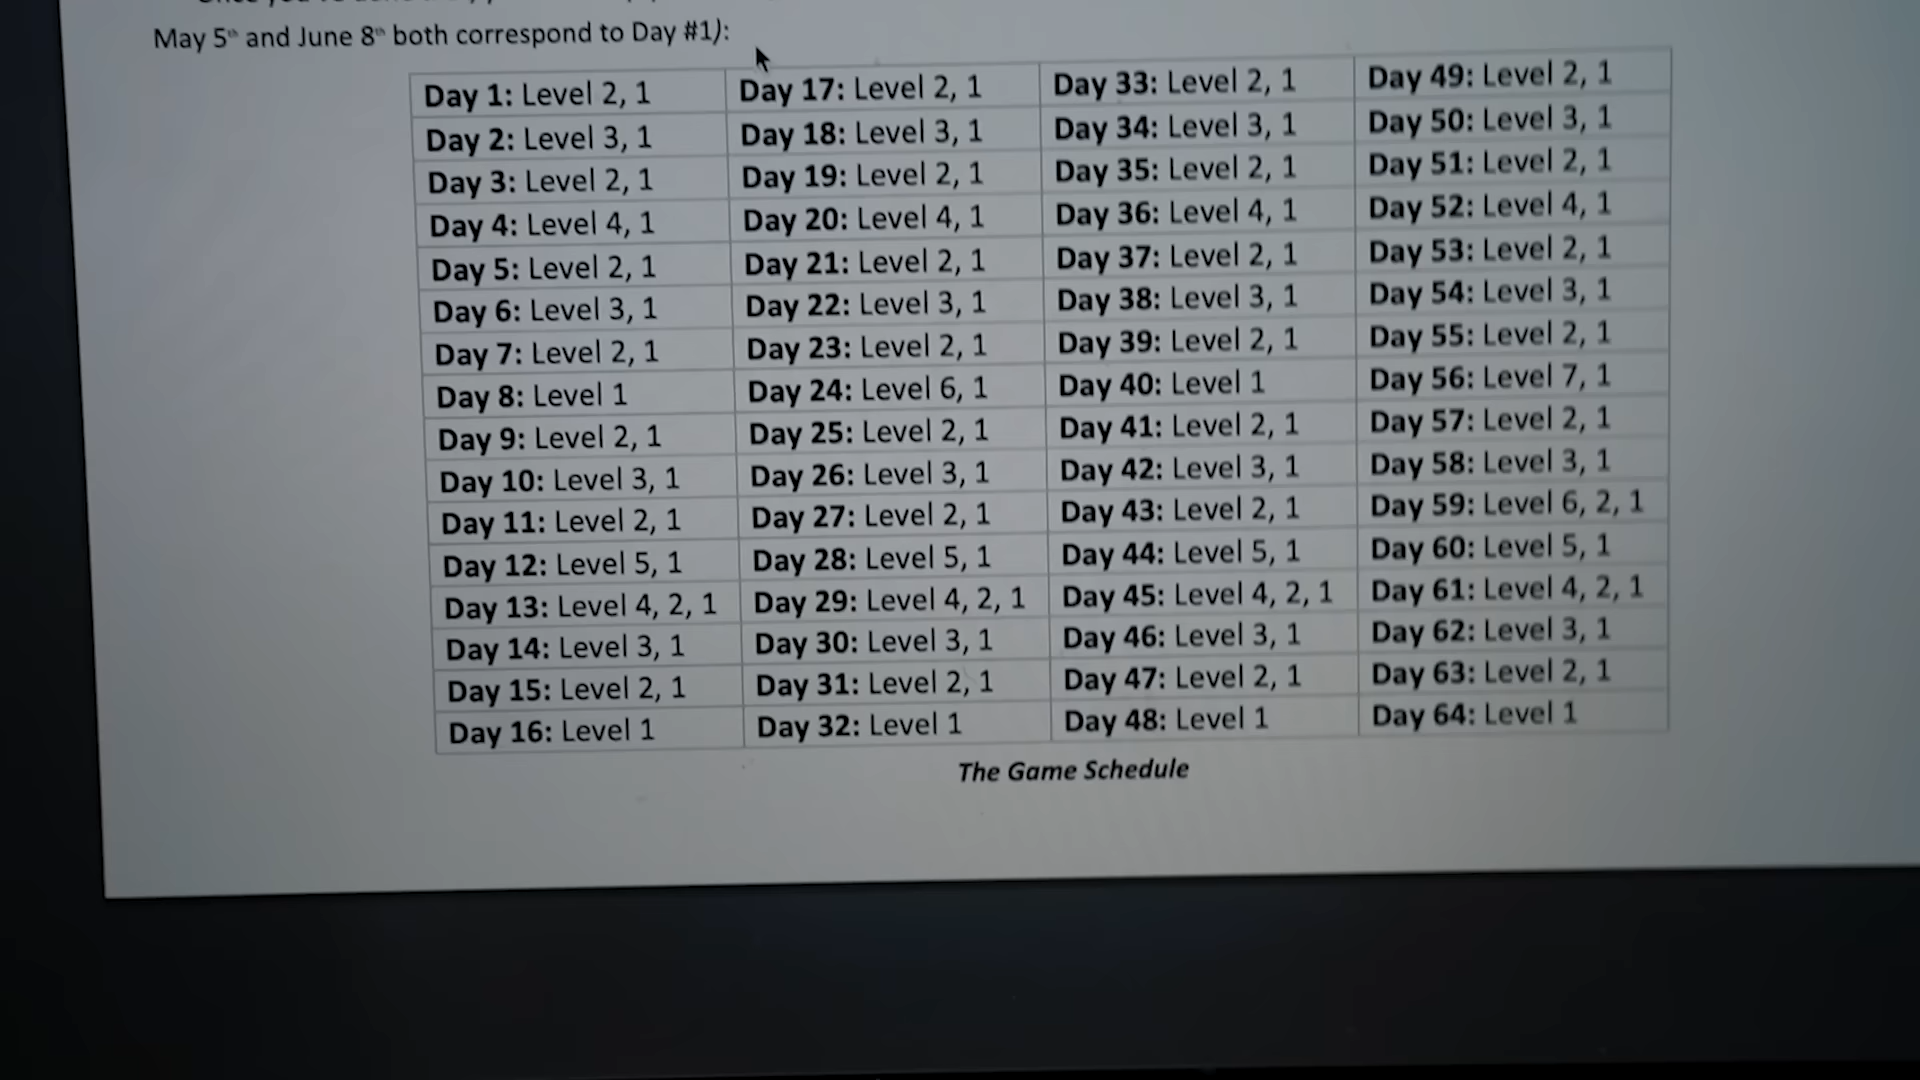 May 5th and June 8th both correspond to Day #1):
Day 1: Level 2, 1 Day 17: Level 2, 1 Day 33: Level 2, 1 Day 49: Level 2, 1
Day 2: Level 3, 1 Day 18: Level 3, 1 Day 34: Level 3, 1 Day 50: Level 3, 1
Day 3: Level 2, 1 Day 19: Level 2, 1 Day 35: Level 2, 1 Day 51: Level 2, 1
Day 4: Level 4, 1 Day 20: Level 4, 1 Day 36: Level 4, 1 Day 52: Level 4, 1
Day 5: Level 2, 1 Day 21: Level 2, 1 Day 37: Level 2, 1 Day 53: Level 2, 1
Day 6: Level 3, 1 Day 22: Level 3, 1 Day 38: Level 3, 1 Day 54: Level 3, 1
Day 7: Level 2, 1 Day 23: Level 2, 1 Day 39: Level 2, 1 Day 55: Level 2, 1
Day 8: Level 1 Day 24: Level 6, 1 Day 40: Level 1 Day 56: Level 7, 1
Day 9: Level 2, 1 Day 25: Level 2, 1 Day 41: Level 2, 1 Day 57: Level 2, 1
Day 10: Level 3, 1 Day 26: Level 3, 1 Day 42: Level 3, 1 Day 58: Level 3, 1
Day 11: Level 2, 1 Day 27: Level 2, 1 Day 43: Level 2, 1 Day 59: Level 6, 2, 1
Day 12: Level 5, 1 Day 28: Level 5, 1 Day 44: Level 5, 1 Day 60: Level 5, 1
Day 13: Level 4, 2, 1 Day 29: Level 4, 2, 1 Day 45: Level 4, 2, 1 Day 61: Level 4, 2, 1
Day 14: Level 3, 1 Day 30: Level 3, 1 Day 46: Level 3, 1 Day 62: Level 3, 1
Day 15: Level 2, 1 Day 31: Level 2, 1 Day 47: Level 2, 1 Day 63: Level 2, 1
Day 16: Level 1 Day 32: Level 1 Day 48: Level 1 Day 64: Level 1
The Game Schedule